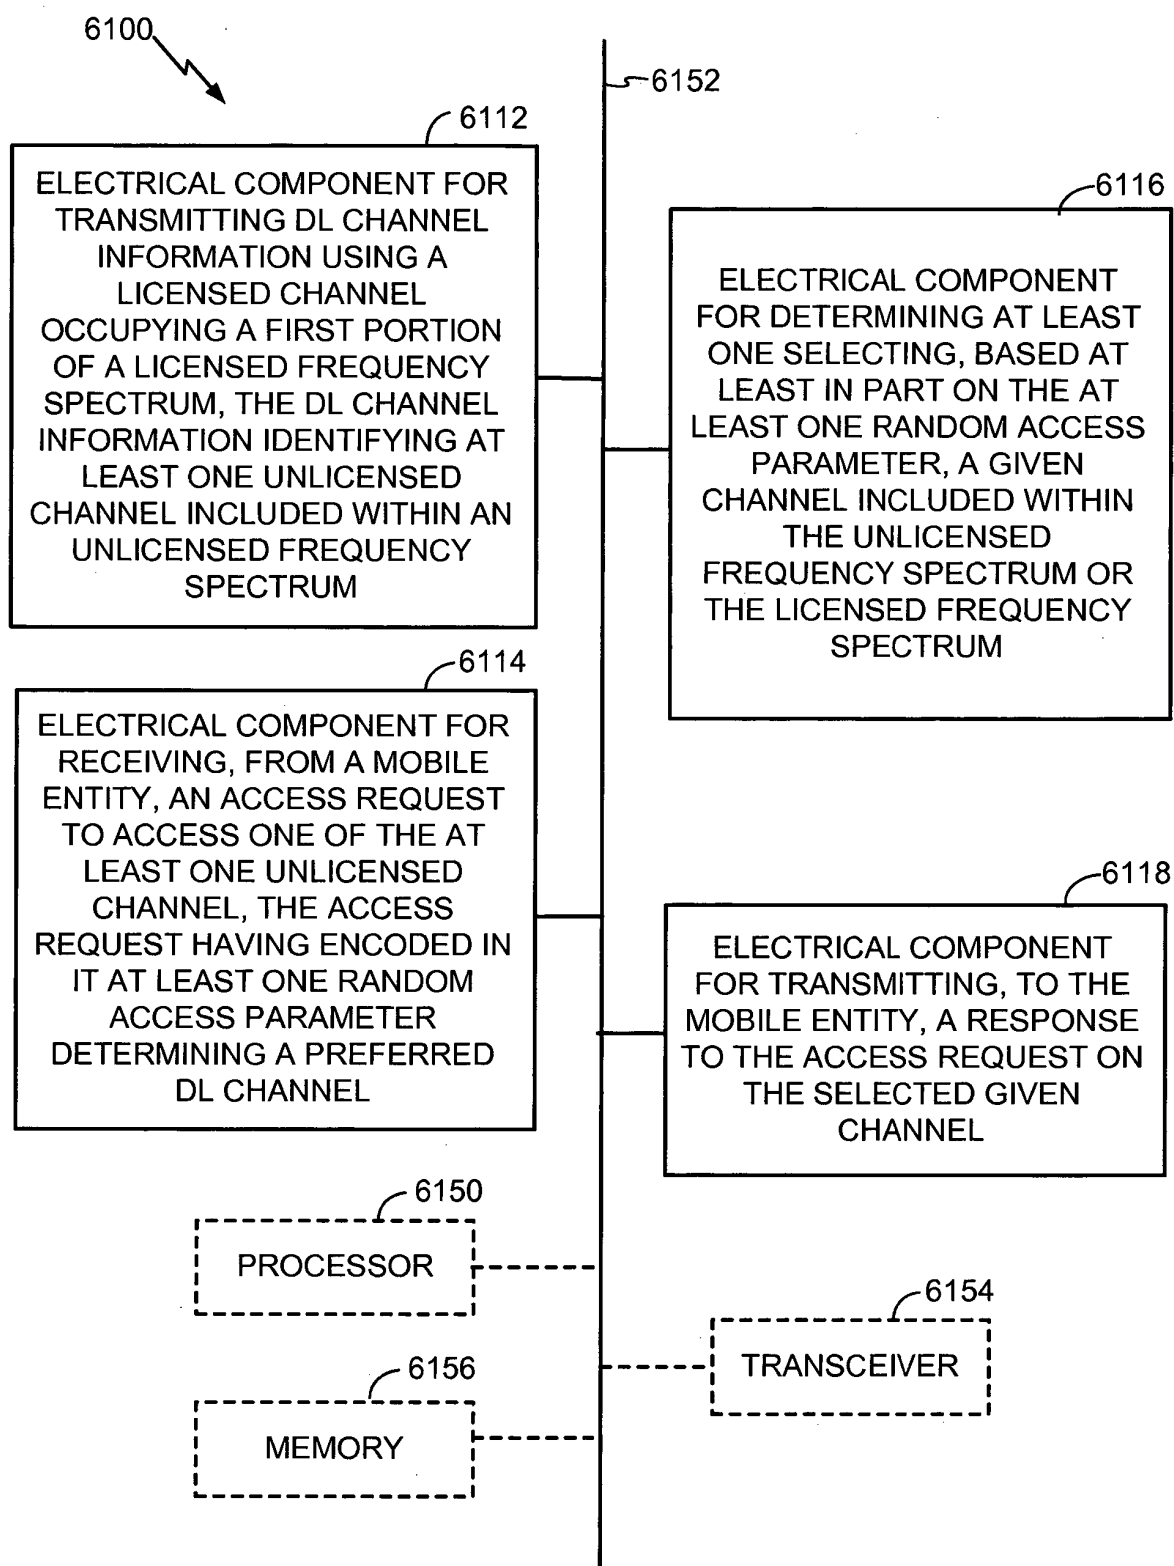 6100
6152
6112
ELECTRICAL COMPONENT FOR
TRANSMITTING DL CHANNEL
INFORMATION USING A
LICENSED CHANNEL
OCCUPYING A FIRST PORTION
OF A LICENSED FREQUENCY
SPECTRUM, THE DL CHANNEL
INFORMATION IDENTIFYING AT
LEAST ONE UNLICENSED
CHANNEL INCLUDED WITHIN AN
UNLICENSED FREQUENCY
SPECTRUM
6116
ELECTRICAL COMPONENT
FOR DETERMINING AT LEAST
ONE SELECTING, BASED AT
LEAST IN PART ON THE AT
LEAST ONE RANDOM ACCESS
PARAMETER, A GIVEN
CHANNEL INCLUDED WITHIN
THE UNLICENSED
FREQUENCY SPECTRUM OR
THE LICENSED FREQUENCY
SPECTRUM
6114
ELECTRICAL COMPONENT FOR
RECEIVING, FROM A MOBILE
ENTITY, AN ACCESS REQUEST
TO ACCESS ONE OF THE AT
LEAST ONE UNLICENSED
CHANNEL, THE ACCESS
REQUEST HAVING ENCODED IN
IT AT LEAST ONE RANDOM
ACCESS PARAMETER
DETERMINING A PREFERRED
DL CHANNEL
6118
ELECTRICAL COMPONENT
FOR TRANSMITTING, TO THE
MOBILE ENTITY, A RESPONSE
TO THE ACCESS REQUEST ON
THE SELECTED GIVEN
CHANNEL
6150
PROCESSOR
6154
TRANSCEIVER
6156
MEMORY